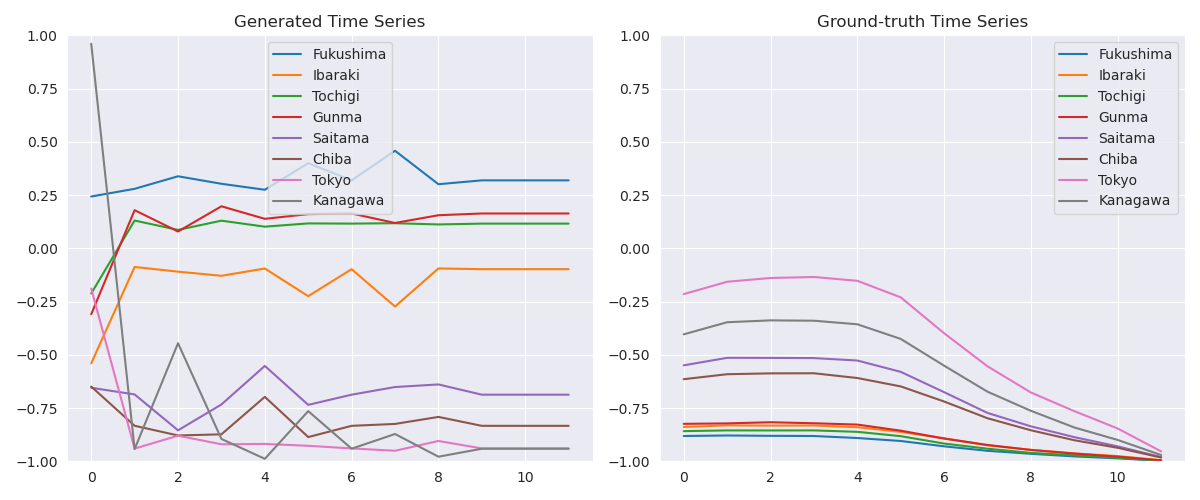 Generated Time Series
1.00
0.75
0.50
0.25
0.00
−0.25
−0.50
−0.75
−1.00
0 2 4 6 8 10
Fukushima
Ibaraki
Tochigi
Gunma
Saitama
Chiba
Tokyo
Kanagawa
Ground-truth Time Series
1.00
0.75
0.50
0.25
0.00
−0.25
−0.50
−0.75
−1.00
0 2 4 6 8 10
Fukushima
Ibaraki
Tochigi
Gunma
Saitama
Chiba
Tokyo
Kanagawa